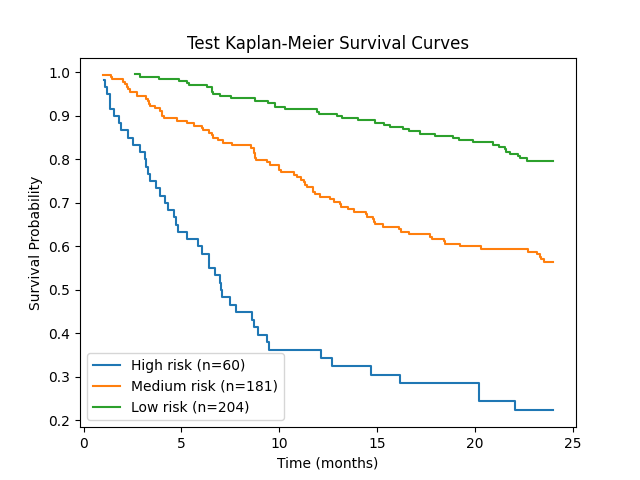 Test Kaplan-Meier Survival Curves
Survival Probability
1.0
0.9
0.8
0.7
0.6
0.5
0.4
0.3
0.2
High risk (n=60)
Medium risk (n=181)
Low risk (n=204)
0 5 10 15 20 25
Time (months)